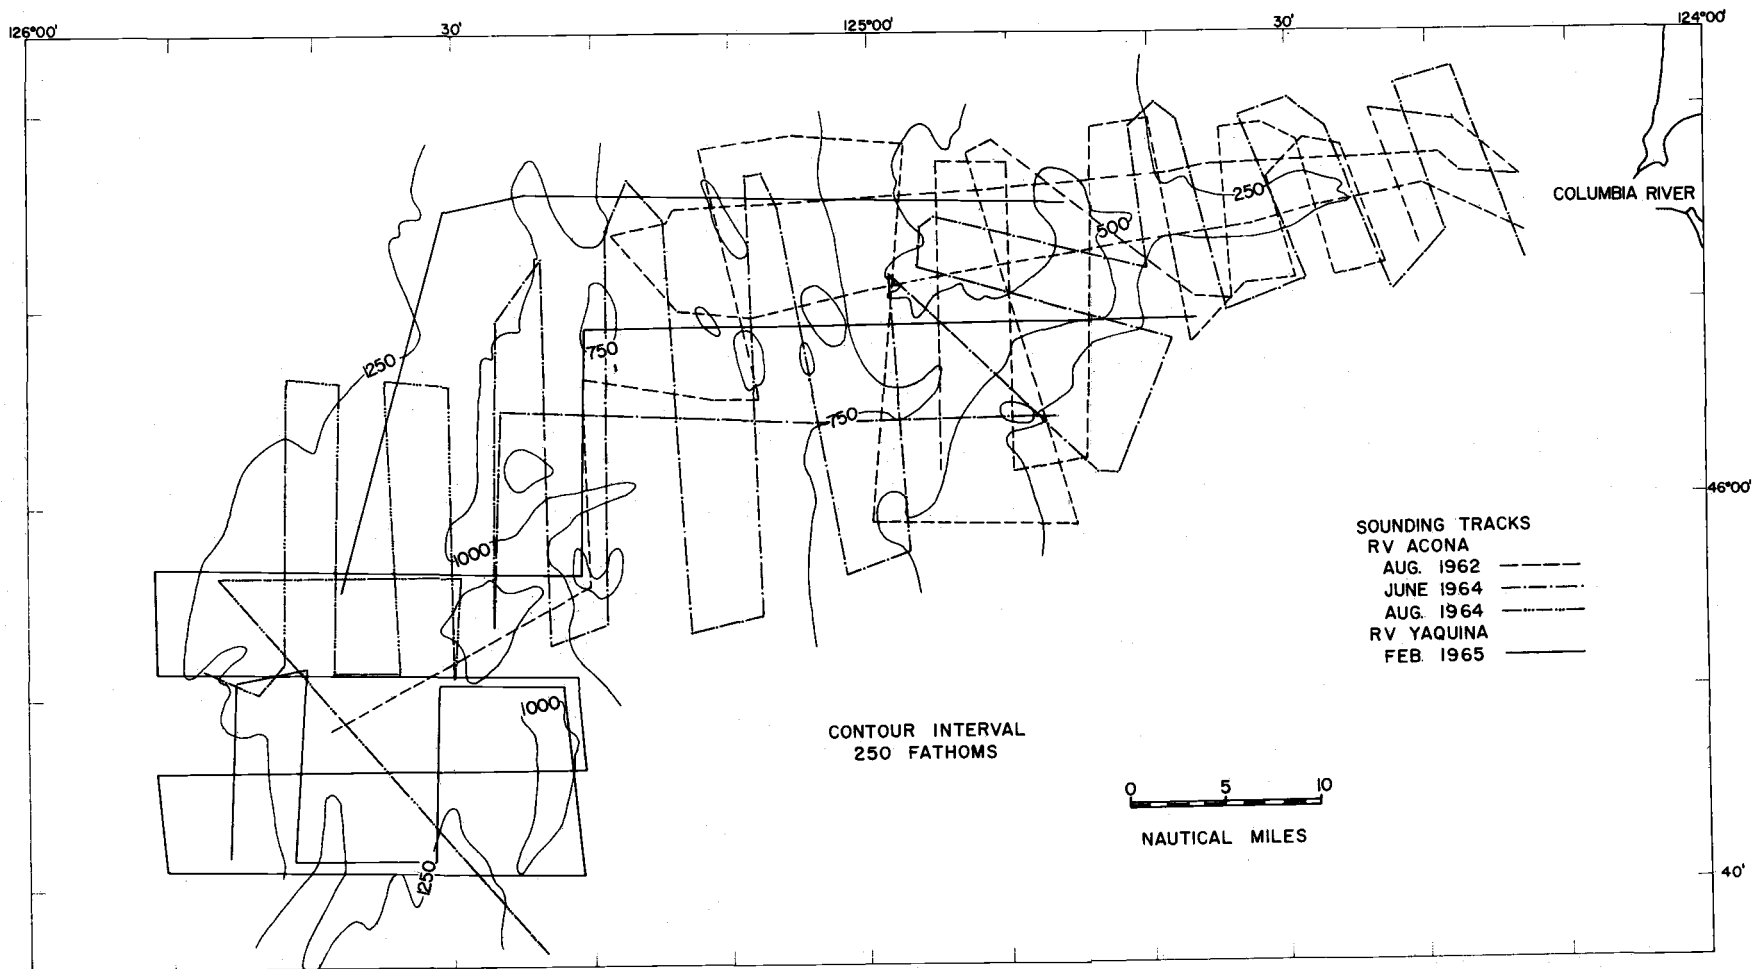 126°00'
30'
125°00'
30'
124°00'
COLUMBIA RIVER
250
500
750
1250
750
46°00'
1000
SOUNDING TRACKS
RV ACONA
AUG. 1962
JUNE 1964
AUG. 1964
RV YAQUINA
FEB. 1965
1000
CONTOUR INTERVAL
250 FATHOMS
0 5 10
NAUTICAL MILES
1250
40'